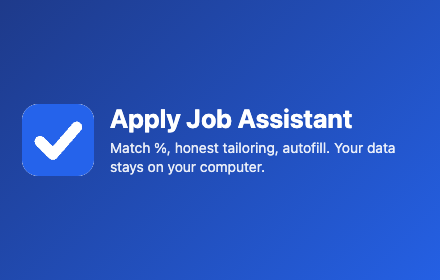 Apply Job Assistant
Match %, honest tailoring, autofill. Your data
stays on your computer.